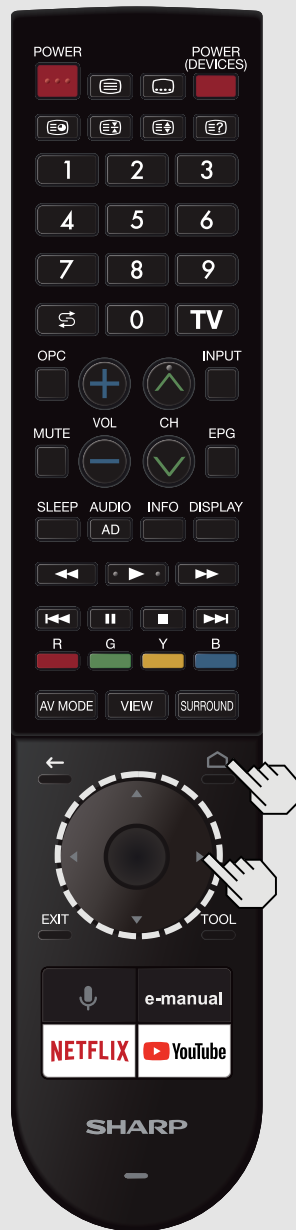 POWER
POWER
(DEVICES)
1 2 3
4 5 6
7 8 9
0 TV
OPC INPUT
VOL CH
MUTE EPG
SLEEP AUDIO INFO DISPLAY
AD
R G Y B
AV MODE VIEW SURROUND
EXIT TOOL
e-manual
NETFLIX YouTube
SHARP